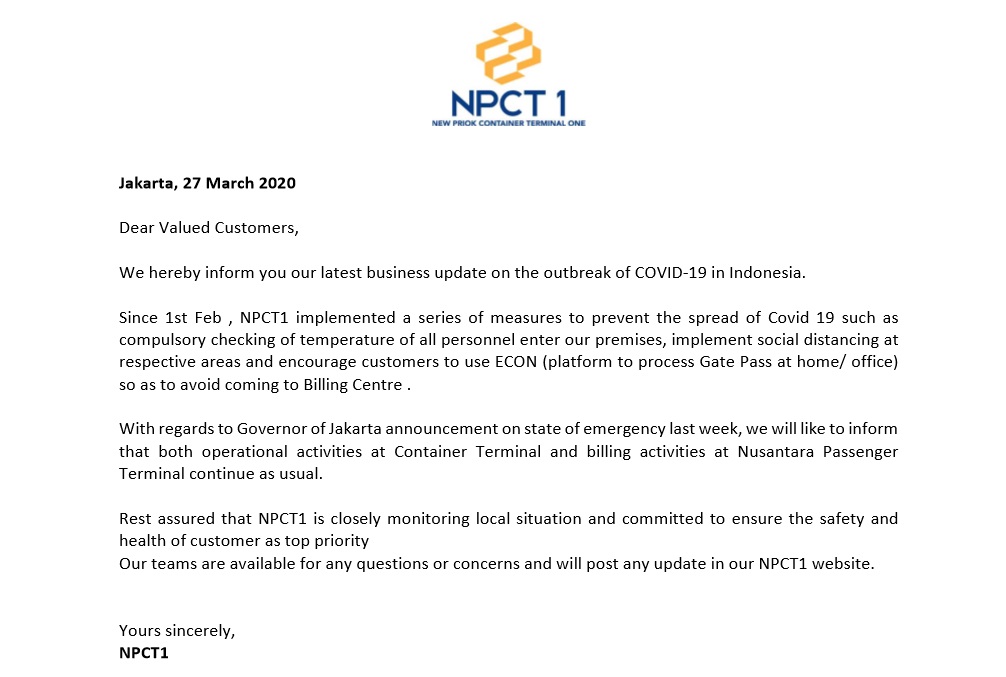 NPCT 1
NEW PRIOK CONTAINER TERMINAL ONE
Jakarta, 27 March 2020
Dear Valued Customers,
We hereby inform you our latest business update on the outbreak of COVID-19 in Indonesia.
Since 1st Feb , NPCT1 implemented a series of measures to prevent the spread of Covid 19 such as
compulsory checking of temperature of all personnel enter our premises, implement social distancing at
respective areas and encourage customers to use ECON (platform to process Gate Pass at home/ office)
so as to avoid coming to Billing Centre .
With regards to Governor of Jakarta announcement on state of emergency last week, we will like to inform
that both operational activities at Container Terminal and billing activities at Nusantara Passenger
Terminal continue as usual.
Rest assured that NPCT1 is closely monitoring local situation and committed to ensure the safety and
health of customer as top priority
Our teams are available for any questions or concerns and will post any update in our NPCT1 website.
Yours sincerely,
NPCT1